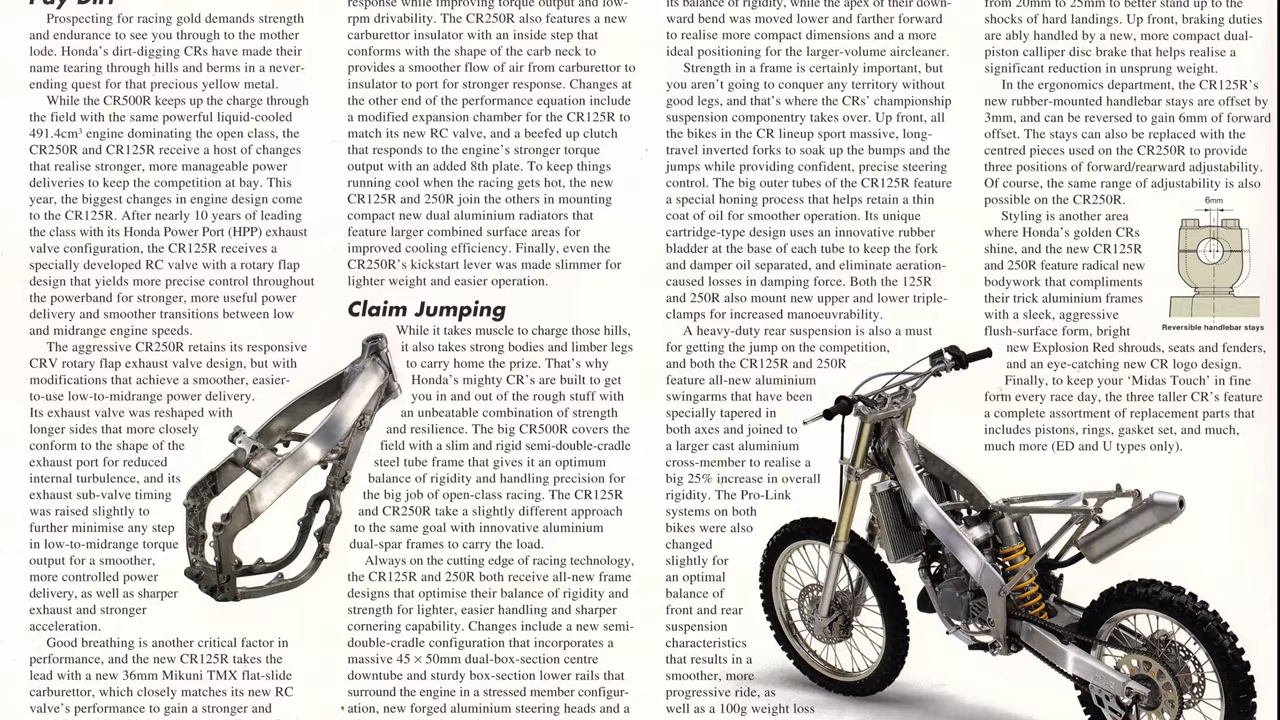 Pay Dirt
Prospecting for racing gold demands strength
and endurance to see you through to the mother
lode. Honda's dirt-digging CRs have made their
name tearing through hills and berms in a never-
ending quest for that precious yellow metal.
While the CR500R keeps up the charge through
the field with the same powerful liquid-cooled
491.4cm³ engine dominating the open class, the
CR250R and CR125R receive a host of changes
that realise stronger, more manageable power
deliveries to keep the competition at bay. This
year, the biggest changes in engine design come
to the CR125R. After nearly 10 years of leading
the class with its Honda Power Port (HPP) exhaust
valve configuration, the CR125R receives a
specially developed RC valve with a rotary flap
design that yields more precise control throughout
the powerband for stronger, more useful power
delivery and smoother transitions between low
and midrange engine speeds.
The aggressive CR250R retains its responsive
CRV rotary flap exhaust valve design, but with
modifications that achieve a smoother, easier-
to-use low-to-midrange power delivery.
Its exhaust valve was reshaped with
longer sides that more closely
conform to the shape of the
exhaust port for reduced
internal turbulence, and its
exhaust sub-valve timing
was raised slightly to
further minimise any step
in low-to-midrange torque
output for a smoother,
more controlled power
delivery, as well as sharper
exhaust and stronger
acceleration.
Good breathing is another critical factor in
performance, and the new CR125R takes the
lead with a new 36mm Mikuni TMX flat-slide
carburettor, which closely matches its new RC
valve's performance to gain a stronger and
response while improving torque output and low-
rpm drivability. The CR250R also features a new
carburettor insulator with an inside step that
conforms with the shape of the carb neck to
provides a smoother flow of air from carburettor to
insulator to port for stronger response. Changes at
the other end of the performance equation include
a modified expansion chamber for the CR125R to
match its new RC valve, and a beefed up clutch
that responds to the engine's stronger torque
output with an added 8th plate. To keep things
running cool when the racing gets hot, the new
CR125R and 250R join the others in mounting
compact new dual aluminium radiators that
feature larger combined surface areas for
improved cooling efficiency. Finally, even the
CR250R's kickstart lever was made slimmer for
lighter weight and easier operation.
Claim Jumping
While it takes muscle to charge those hills,
it also takes strong bodies and limber legs
to carry home the prize. That's why
Honda's mighty CR's are built to get
you in and out of the rough stuff with
an unbeatable combination of strength
and resilience. The big CR500R covers the
field with a slim and rigid semi-double-cradle
steel tube frame that gives it an optimum
balance of rigidity and handling precision for
the big job of open-class racing. The CR125R
and CR250R take a slightly different approach
to the same goal with innovative aluminium
dual-spar frames to carry the load.
Always on the cutting edge of racing technology,
the CR125R and 250R both receive all-new frame
designs that optimise their balance of rigidity and
strength for lighter, easier handling and sharper
cornering capability. Changes include a new semi-
double-cradle configuration that incorporates a
massive 45 × 50mm dual-box-section centre
downtube and sturdy box-section lower rails that
surround the engine in a stressed member configur-
ation, new forged aluminium steering heads and a
its balance of rigidity, while the apex of their down-
ward bend was moved lower and farther forward
to realise more compact dimensions and a more
ideal positioning for the larger-volume aircleaner.
Strength in a frame is certainly important, but
you aren't going to conquer any territory without
good legs, and that's where the CRs' championship
suspension componentry takes over. Up front, all
the bikes in the CR lineup sport massive, long-
travel inverted forks to soak up the bumps and the
jumps while providing confident, precise steering
control. The big outer tubes of the CR125R feature
a special honing process that helps retain a thin
coat of oil for smoother operation. Its unique
cartridge-type design uses an innovative rubber
bladder at the base of each tube to keep the fork
and damper oil separated, and eliminate aeration-
caused losses in damping force. Both the 125R
and 250R also mount new upper and lower triple-
clamps for increased manoeuvrability.
A heavy-duty rear suspension is also a must
for getting the jump on the competition,
and both the CR125R and 250R
feature all-new aluminium
swingarms that have been
specially tapered in
both axes and joined to
a larger cast aluminium
cross-member to realise a
big 25% increase in overall
rigidity. The Pro-Link
systems on both
bikes were also
changed
slightly for
an optimal
balance of
front and rear
suspension
characteristics
that results in a
smoother, more
progressive ride, as
well as a 100g weight loss
from 20mm to 25mm to better stand up to the
shocks of hard landings. Up front, braking duties
are ably handled by a new, more compact dual-
piston calliper disc brake that helps realise a
significant reduction in unsprung weight.
In the ergonomics department, the CR125R's
new rubber-mounted handlebar stays are offset by
3mm, and can be reversed to gain 6mm of forward
offset. The stays can also be replaced with the
centred pieces used on the CR250R to provide
three positions of forward/rearward adjustability.
Of course, the same range of adjustability is also
possible on the CR250R.
Styling is another area
where Honda's golden CRs
shine, and the new CR125R
and 250R feature radical new
bodywork that compliments
their trick aluminium frames
with a sleek, aggressive
flush-surface form, bright
new Explosion Red shrouds, seats and fenders,
and an eye-catching new CR logo design.
Finally, to keep your 'Midas Touch' in fine
form every race day, the three taller CR's feature
a complete assortment of replacement parts that
includes pistons, rings, gasket set, and much,
much more (ED and U types only).
6mm
Reversible handlebar stays